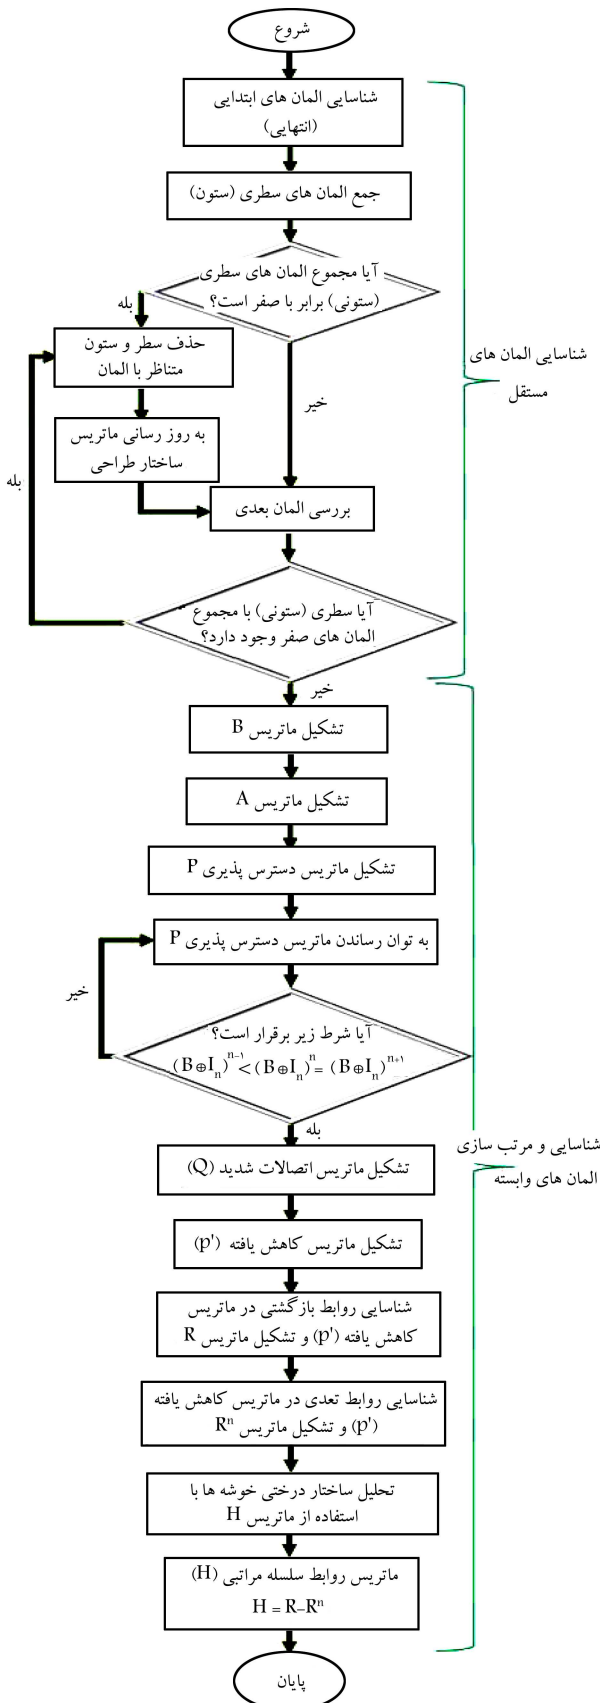 شروع
شناسایی المان های ابتدایی
(انتهایی)
جمع المان های سطری (ستون)
آیا مجموع المان های سطری
(ستونی) برابر با صفر است؟
بله
خیر
حذف سطر و ستون
متناظر با المان
به روز رسانی ماتریس
ساختار طراحی
بررسی المان بعدی
بله
آیا سطری (ستونی) با مجموع
المان های صفر وجود دارد؟
خیر
شناسایی المان های
مستقل
تشکیل ماتریس B
تشکیل ماتریس A
تشکیل ماتریس دسترس پذیری P
به توان رساندن ماتریس دسترس پذیری P
خیر
آیا شرط زیر برقرار است؟
(B⊕Iₙ)ⁿ⁻¹ < (B⊕Iₙ)ⁿ = (B⊕Iₙ)ⁿ⁺¹
بله
شناسایی و مرتب سازی
المان های وابسته
تشکیل ماتریس اتصالات شدید (Q)
تشکیل ماتریس کاهش یافته (p')
شناسایی روابط بازگشتی در ماتریس
کاهش یافته (p') و تشکیل ماتریس R
شناسایی روابط تعدی در ماتریس کاهش یافته
(p') و تشکیل ماتریس Rⁿ
تحلیل ساختار درختی خوشه ها با
استفاده از ماتریس H
ماتریس روابط سلسله مراتبی (H)
H = R–Rⁿ
پایان